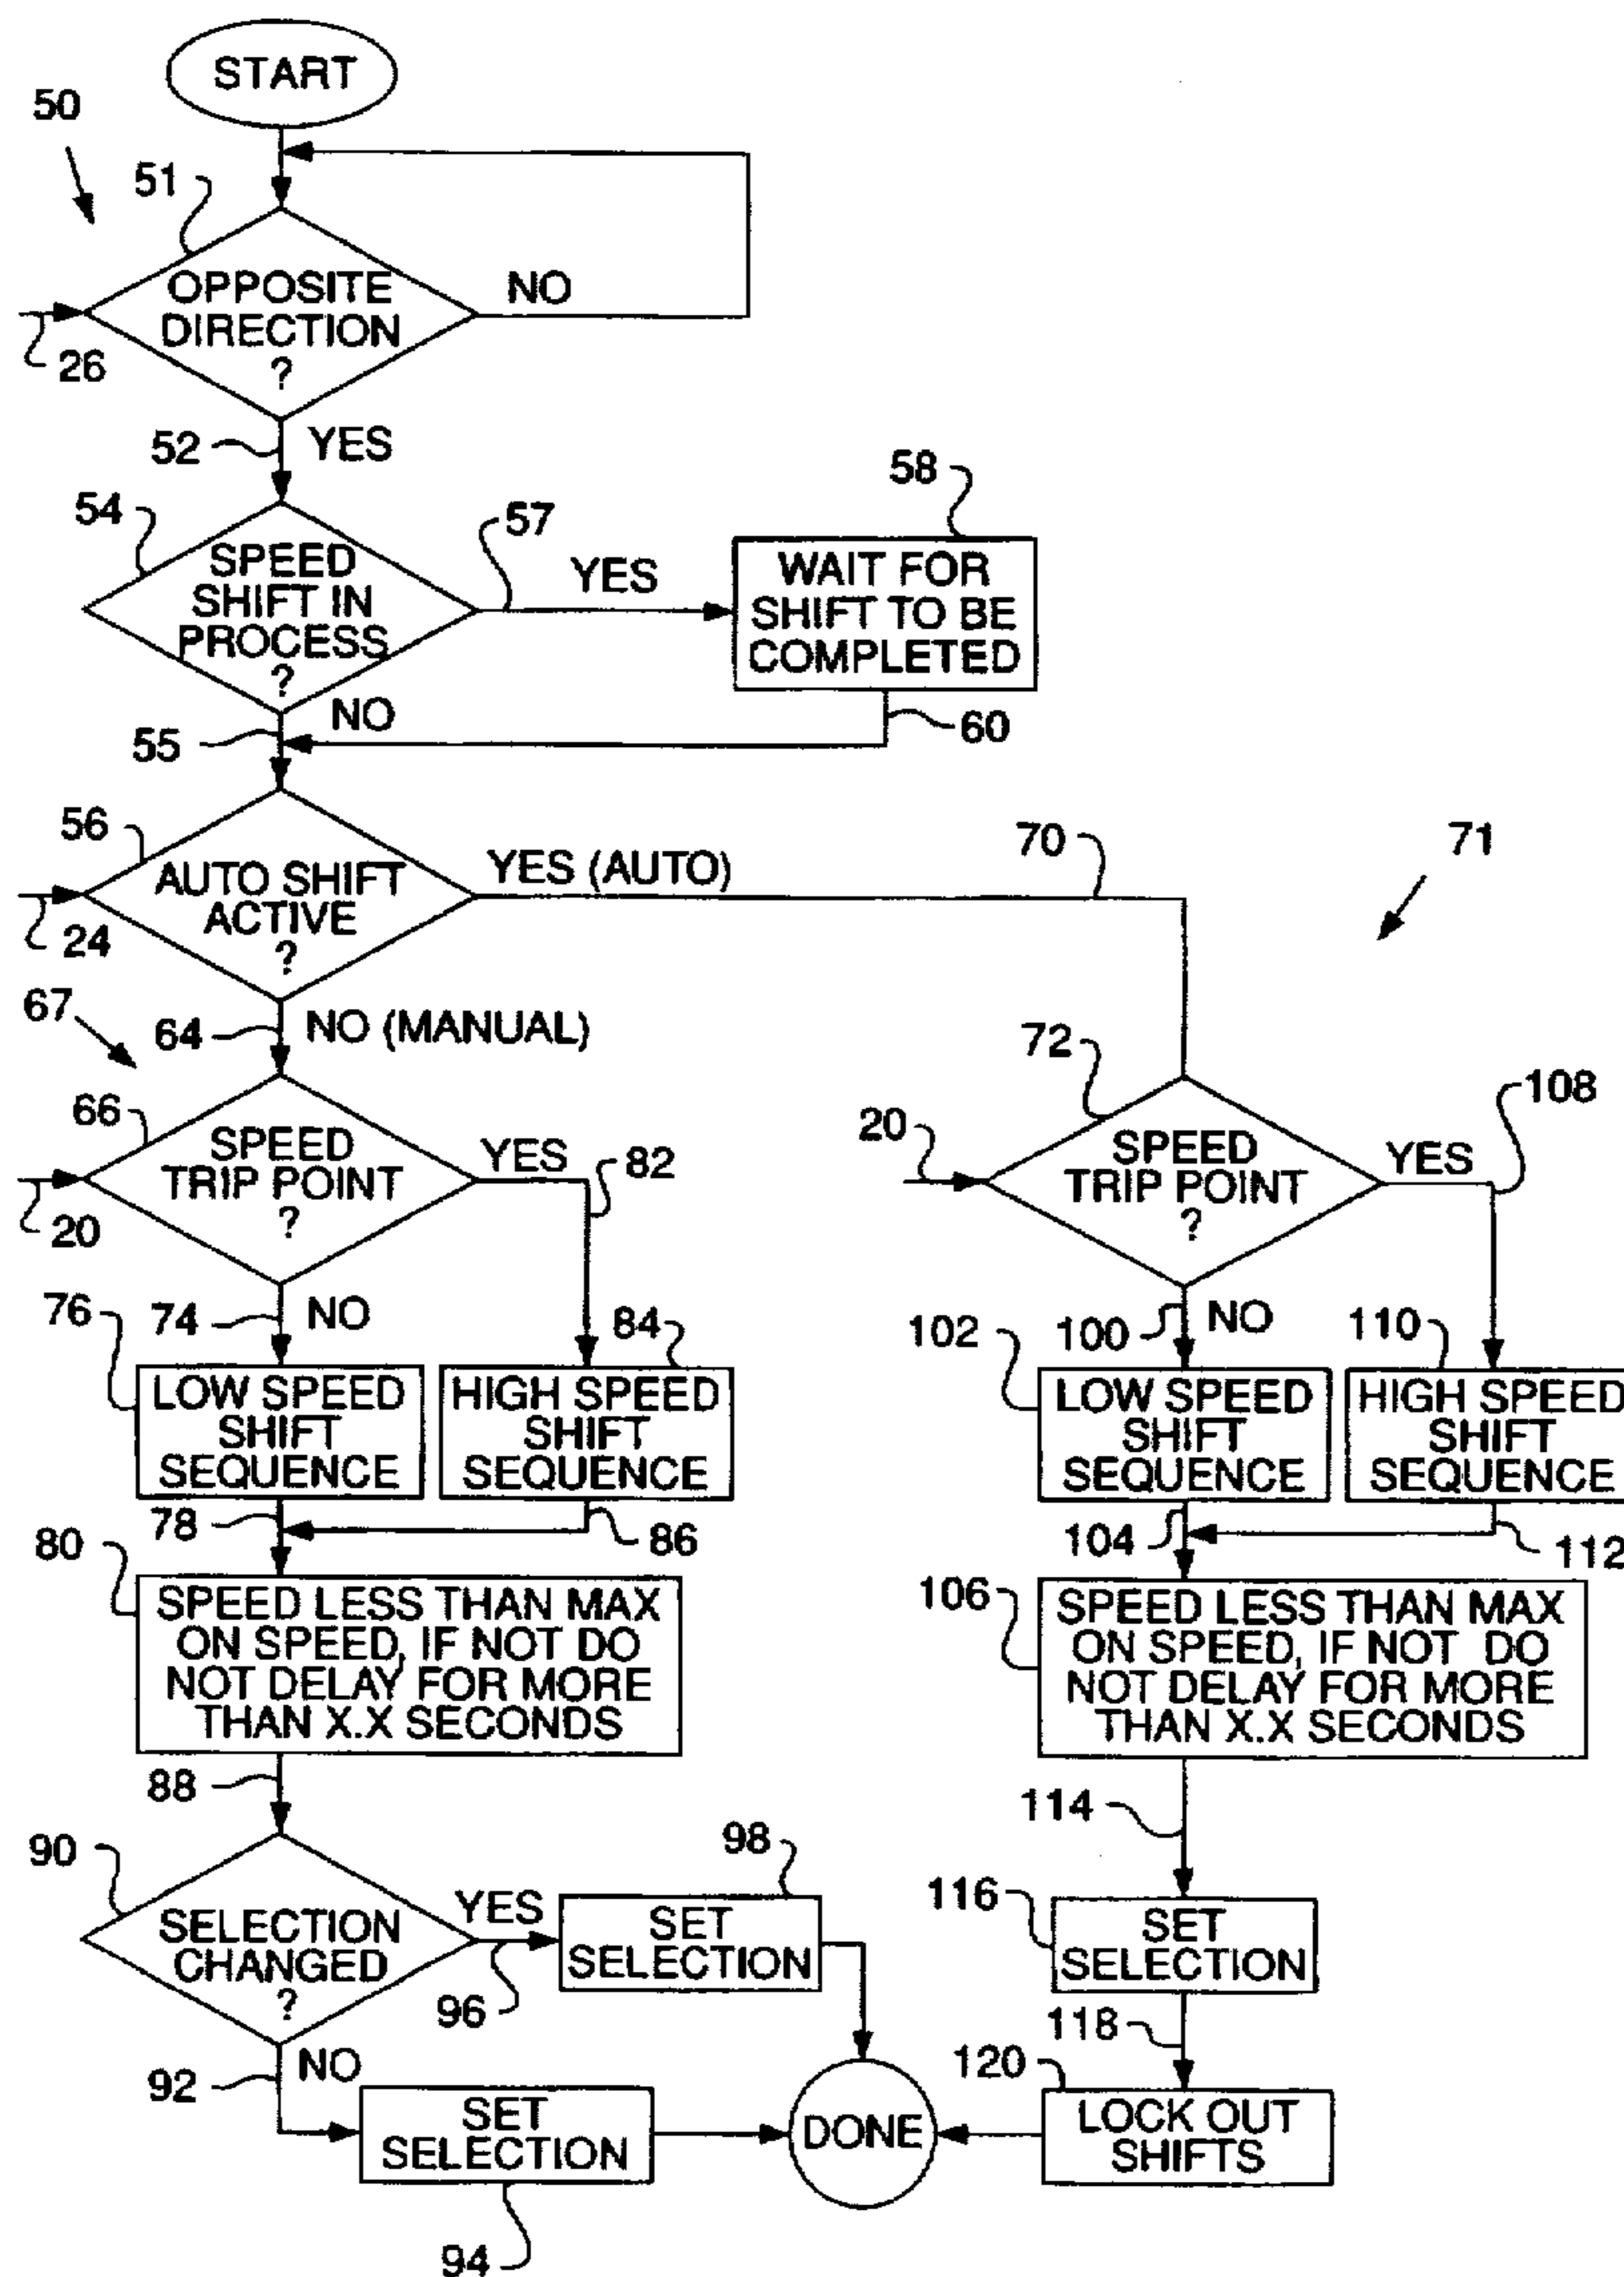 START
50
51
OPPOSITE
DIRECTION
?
NO
26
52
YES
54
SPEED
SHIFT IN
PROCESS
?
57
YES
58
WAIT FOR
SHIFT TO BE
COMPLETED
NO
55
60
56
AUTO SHIFT
ACTIVE
?
YES (AUTO)
70
71
24
67
64
NO (MANUAL)
66
SPEED
TRIP POINT
?
YES
82
20
72
20
SPEED
TRIP POINT
?
YES
108
76
74
NO
84
LOW SPEED
SHIFT
SEQUENCE
HIGH SPEED
SHIFT
SEQUENCE
102
100
NO
110
LOW SPEED
SHIFT
SEQUENCE
HIGH SPEED
SHIFT
SEQUENCE
78
86
80
SPEED LESS THAN MAX
ON SPEED, IF NOT DO
NOT DELAY FOR MORE
THAN X.X SECONDS
104
112
106
SPEED LESS THAN MAX
ON SPEED, IF NOT DO
NOT DELAY FOR MORE
THAN X.X SECONDS
88
114
90
SELECTION
CHANGED
?
YES
96
98
SET
SELECTION
116
SET
SELECTION
118
92
NO
SET
SELECTION
94
DONE
120
LOCK OUT
SHIFTS